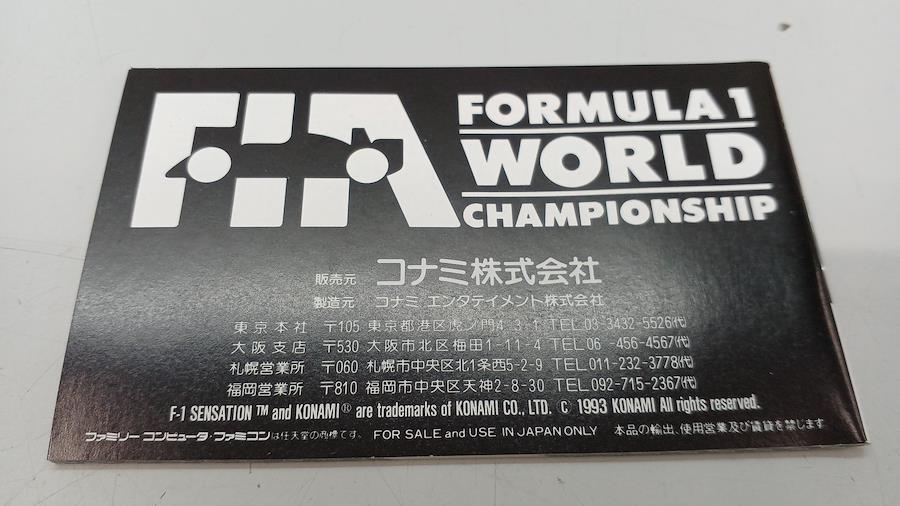 FIA
FORMULA 1
WORLD
CHAMPIONSHIP
販売元 コナミ株式会社
製造元 コナミ エンタテイメント株式会社
東京本社 〒105 東京都港区虎ノ門4-3-1 TEL.03-3432-5526(代)
大阪支店 〒530 大阪市北区梅田1-11-4 TEL.06-456-4567(代)
札幌営業所 〒060 札幌市中央区北1条西5-2-9 TEL.011-232-3778(代)
福岡営業所 〒810 福岡市中央区天神2-8-30 TEL.092-715-2367(代)
F-1 SENSATION™ and KONAMI® are trademarks of KONAMI CO., LTD. © 1993 KONAMI All rights reserved.
ファミリーコンピュータ・ファミコンは任天堂の商標です。 FOR SALE and USE IN JAPAN ONLY 本品の輸出、使用営業及び賃貸を禁じます